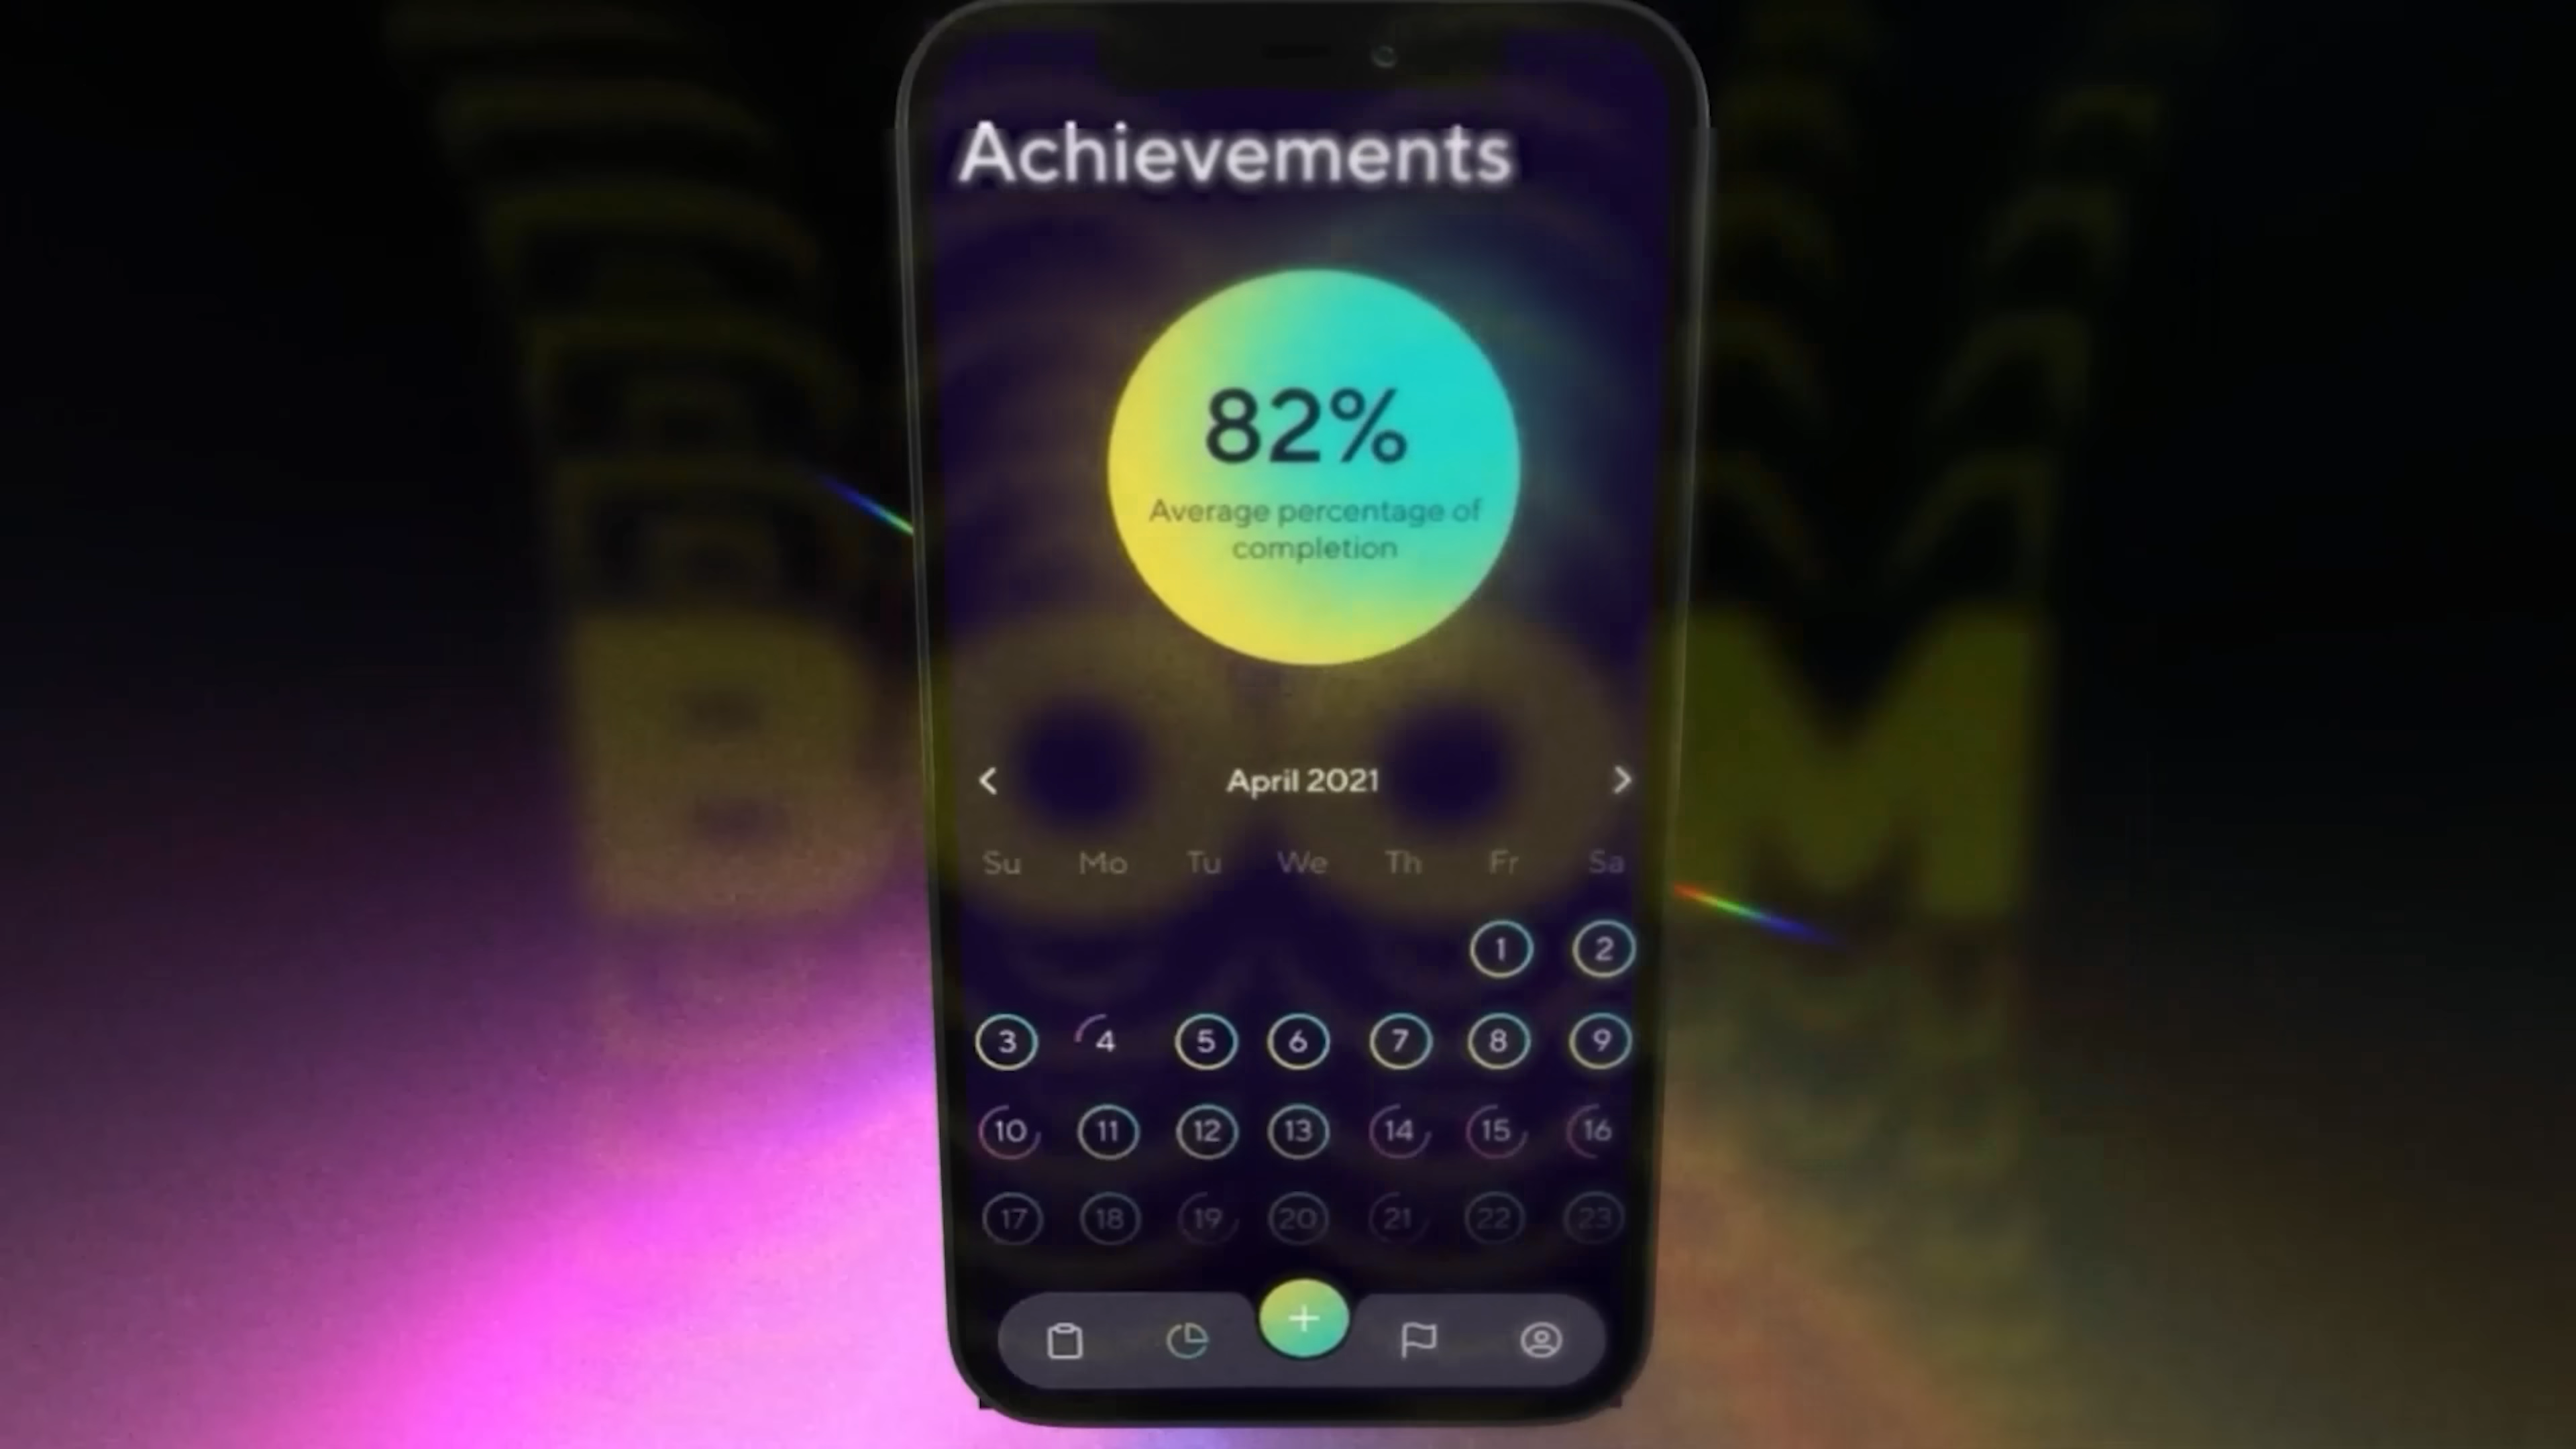 Achievements
82%
Average percentage of
completion
BOOM
April 2021
Su Mo Tu We Th Fr Sa
1 2
3 4 5 6 7 8 9
10 11 12 13 14 15 16
17 18 19 20 21 22 23